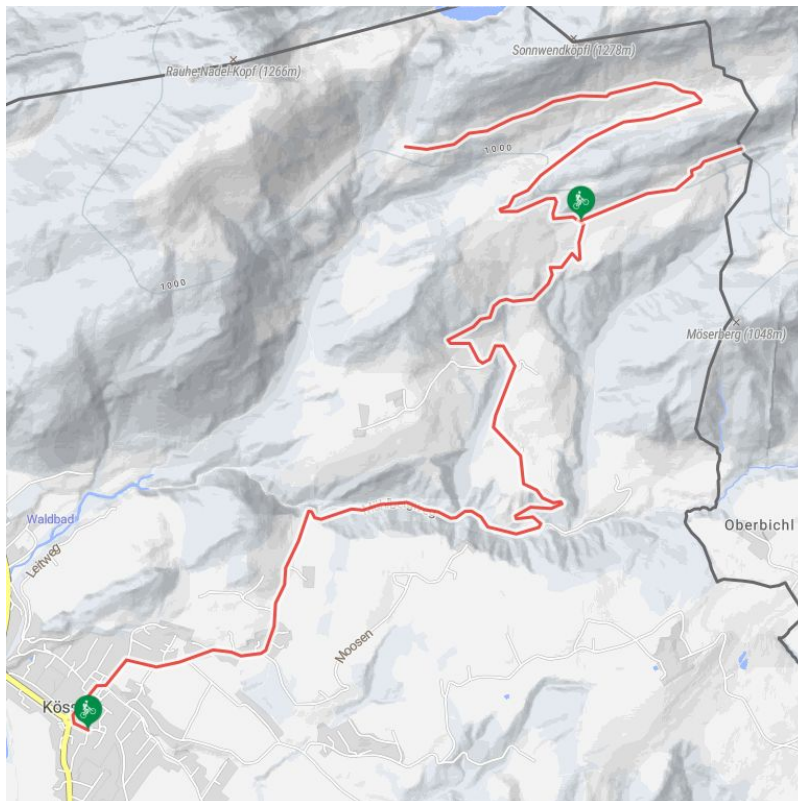 Sonnwendköpfl (1278m)
Rauhe Nadel Kopf (1266m)
1000
1000
Möserberg (1048m)
Waldbad
Oberbichl
Leitweg
Moosen